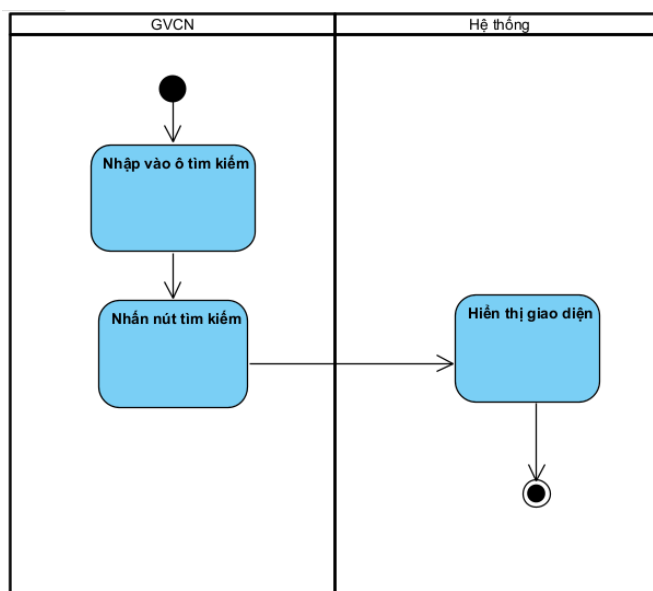 GVCN
Hệ thống
Nhập vào ô tìm kiếm
Nhấn nút tìm kiếm
Hiển thị giao diện